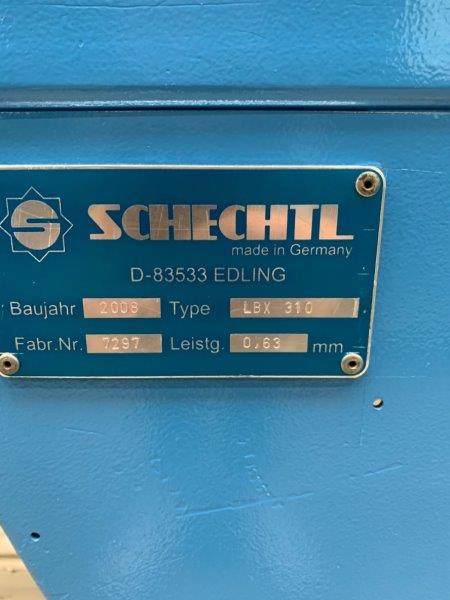 S SCHECHTL
made in Germany
D-83533 EDLING
Baujahr 2008 Type LBX 310
Fabr.Nr. 7297 Leistg. 0,63 mm